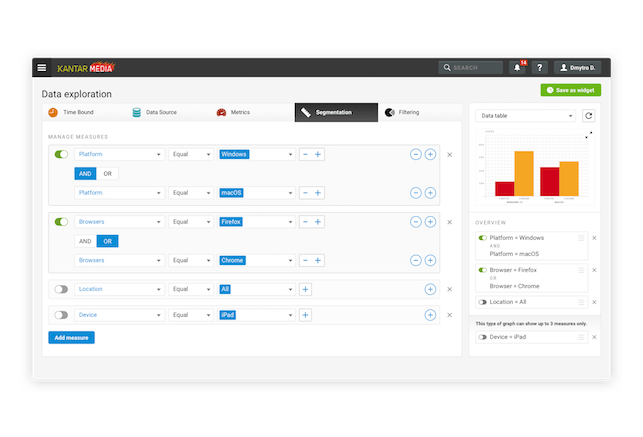 KANTAR MEDIA
SEARCH
14
?
Dmytro D.
Data exploration
Save as widget
Time Bound
Data Source
Metrics
Segmentation
Filtering
Data table
MANAGE MEASURES
Platform Equal Windows
AND OR
Platform Equal macOS
Browsers Equal Firefox
AND OR
Browsers Equal Chrome
Location Equal All
Device Equal iPad
Add measure
OVERVIEW
Platform = Windows
AND
Platform = macOS
Browser = Firefox
OR
Browser = Chrome
Location = All
This type of graph can show up to 3 measures only.
Device = iPad